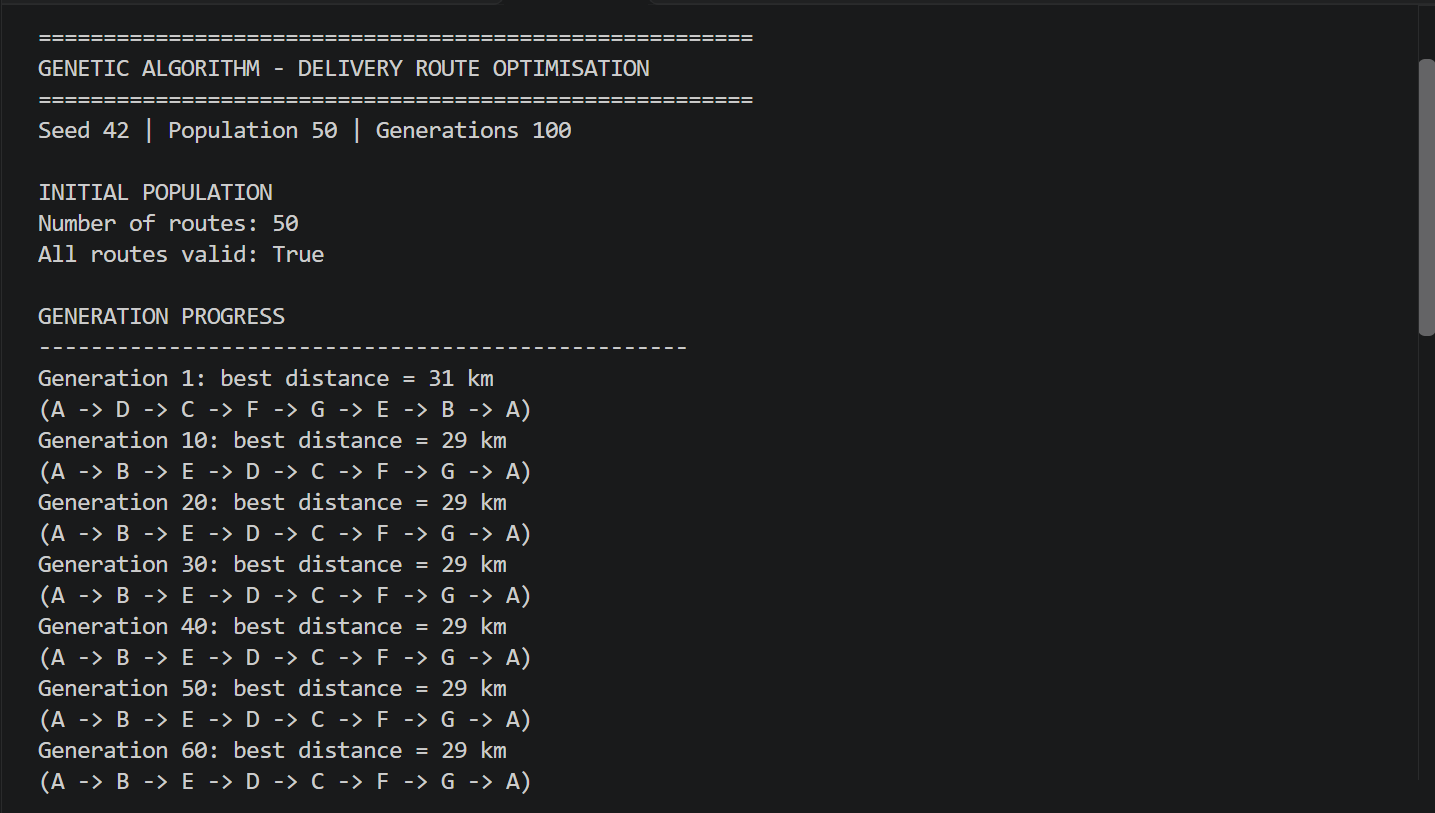 =======================================================
GENETIC ALGORITHM - DELIVERY ROUTE OPTIMISATION
=======================================================
Seed 42 | Population 50 | Generations 100
INITIAL POPULATION
Number of routes: 50
All routes valid: True
GENERATION PROGRESS
--------------------------------------------------
Generation 1: best distance = 31 km
(A -> D -> C -> F -> G -> E -> B -> A)
Generation 10: best distance = 29 km
(A -> B -> E -> D -> C -> F -> G -> A)
Generation 20: best distance = 29 km
(A -> B -> E -> D -> C -> F -> G -> A)
Generation 30: best distance = 29 km
(A -> B -> E -> D -> C -> F -> G -> A)
Generation 40: best distance = 29 km
(A -> B -> E -> D -> C -> F -> G -> A)
Generation 50: best distance = 29 km
(A -> B -> E -> D -> C -> F -> G -> A)
Generation 60: best distance = 29 km
(A -> B -> E -> D -> C -> F -> G -> A)